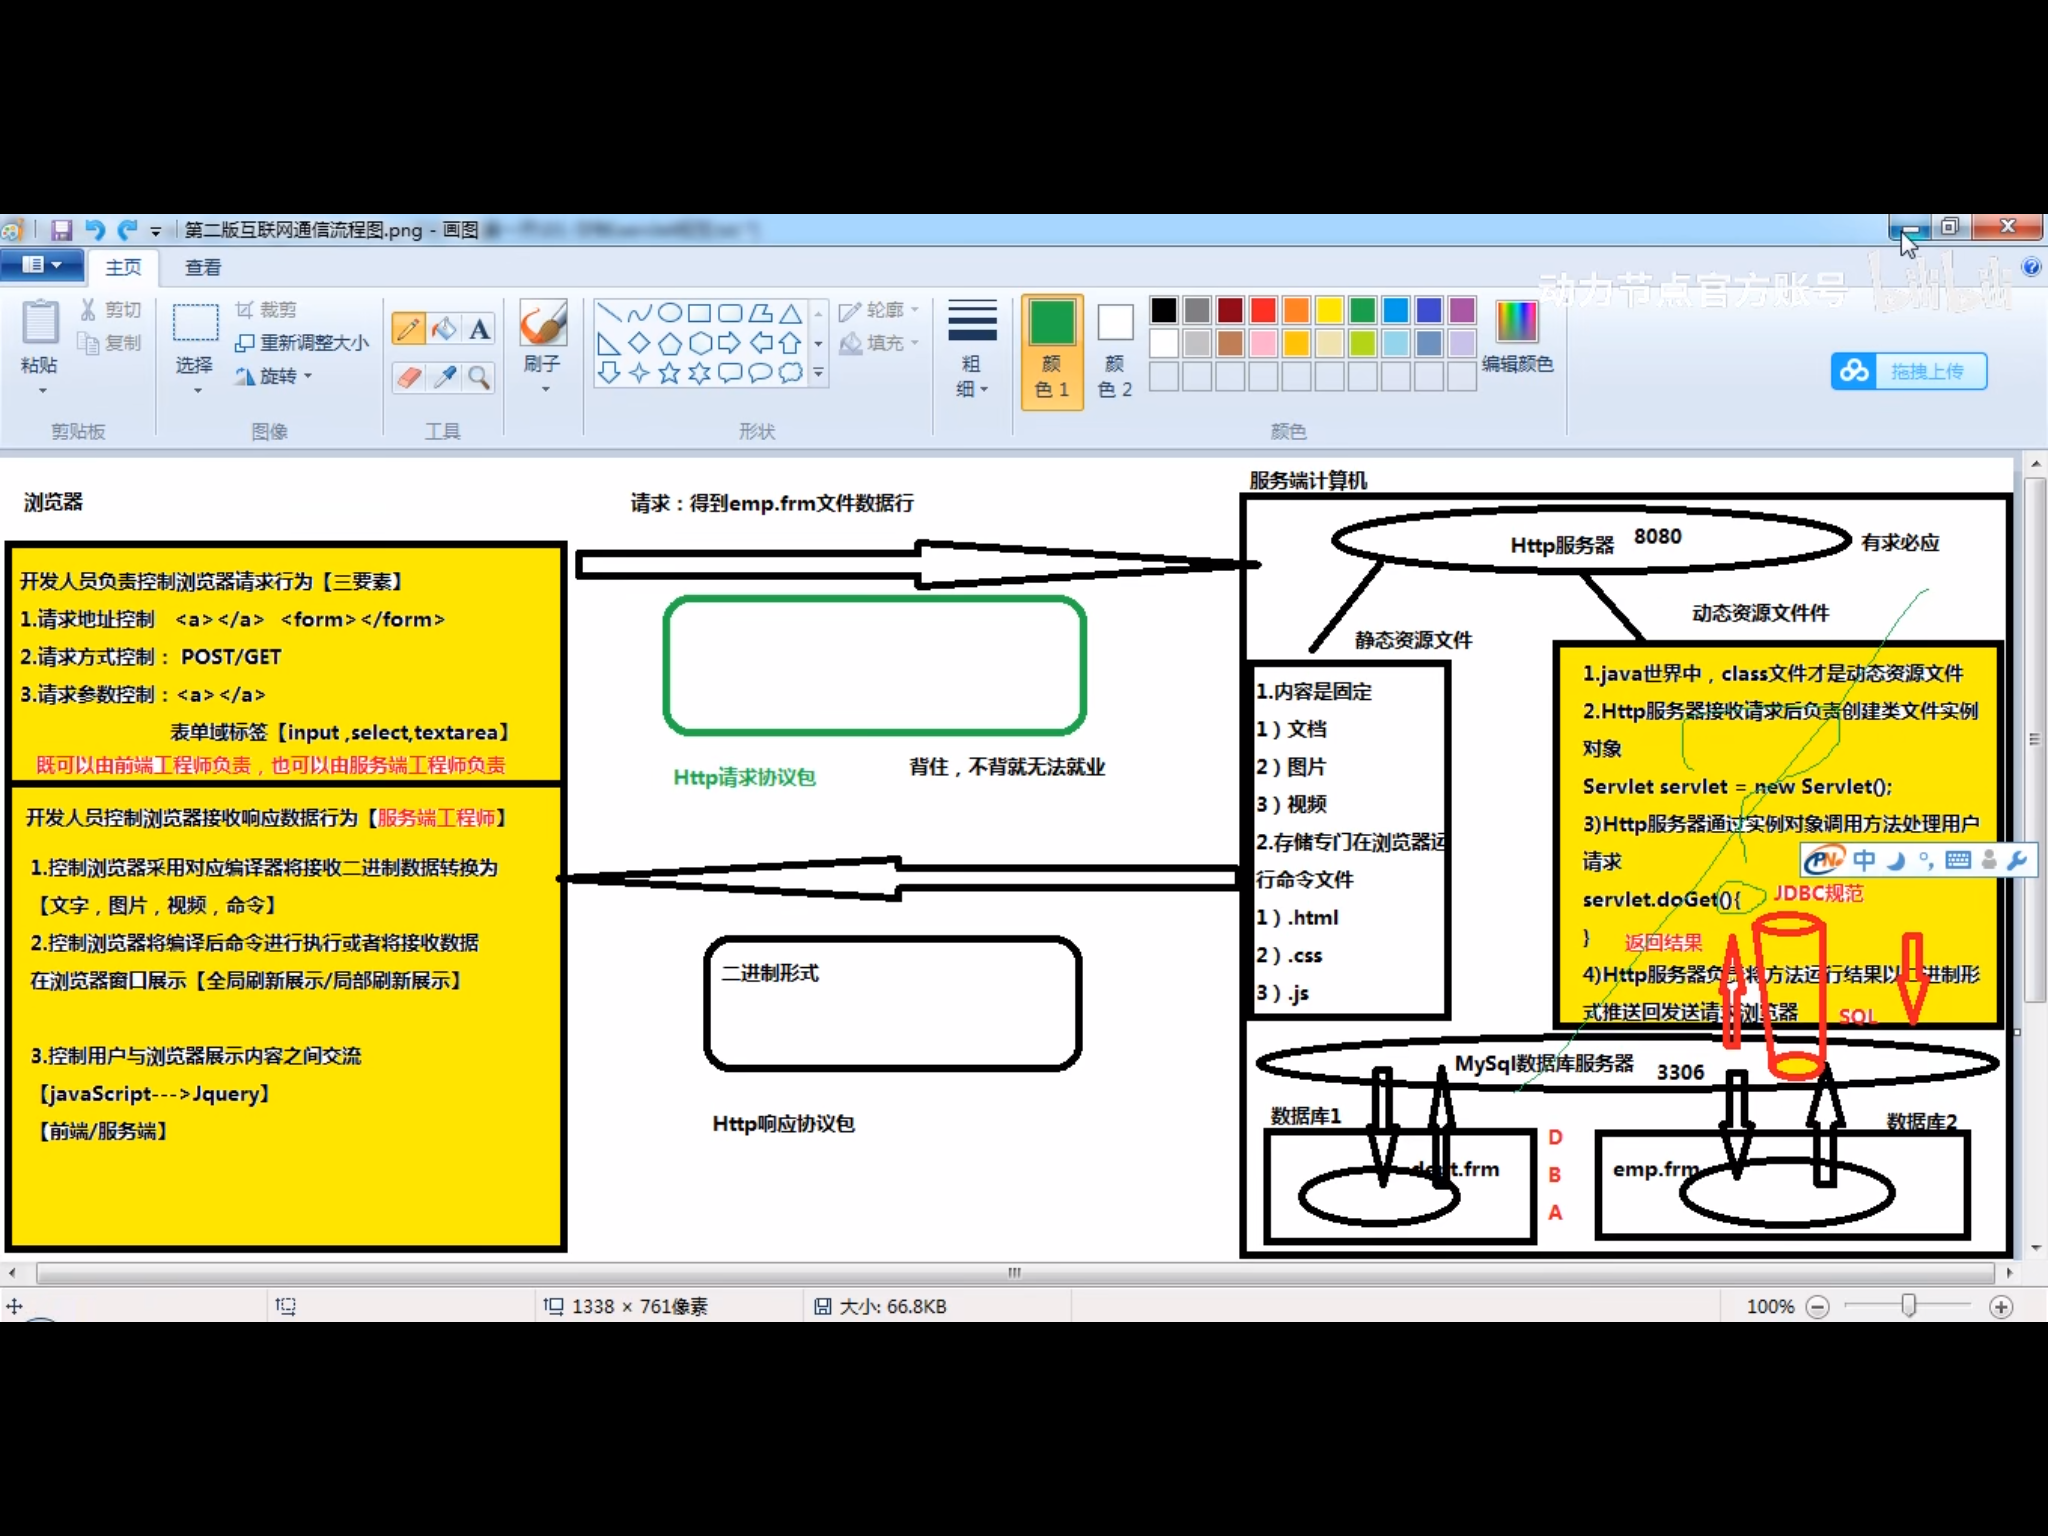 第二版互联网通信流程图.png - 画图
主页 查看
动力节点官方账号 bilibili
剪切
复制
粘贴
剪贴板
选择
裁剪
重新调整大小
旋转
图像
A
工具
刷子
轮廓
填充
形状
粗
细
颜
色 1
颜
色 2
编辑颜色
颜色
拖拽上传
浏览器
开发人员负责控制浏览器请求行为【三要素】
1.请求地址控制 <a></a> <form></form>
2.请求方式控制： POST/GET
3.请求参数控制：<a></a>
表单域标签【input ,select,textarea】
既可以由前端工程师负责，也可以由服务端工程师负责
开发人员控制浏览器接收响应数据行为【服务端工程师】
1.控制浏览器采用对应编译器将接收二进制数据转换为
【文字，图片，视频，命令】
2.控制浏览器将编译后命令进行执行或者将接收数据
在浏览器窗口展示【全局刷新展示/局部刷新展示】
3.控制用户与浏览器展示内容之间交流
【javaScript--->Jquery】
【前端/服务端】
请求：得到emp.frm文件数据行
Http请求协议包
背住，不背就无法就业
二进制形式
Http响应协议包
服务端计算机
Http服务器 8080
有求必应
静态资源文件
1.内容是固定
1）文档
2）图片
3）视频
2.存储专门在浏览器运
行命令文件
1）.html
2）.css
3）.js
动态资源文件件
1.java世界中，class文件才是动态资源文件
2.Http服务器接收请求后负责创建类文件实例
对象
Servlet servlet = new Servlet();
3)Http服务器通过实例对象调用方法处理用户
请求
中
servlet.doGet(){
JDBC规范
}
返回结果
4)Http服务器负责将方法运行结果以二进制形
式推送回发送请求浏览器
SQL
MySql数据库服务器 3306
数据库1
dept.frm
D
B
A
数据库2
emp.frm
1338 × 761像素
大小: 66.8KB
100%